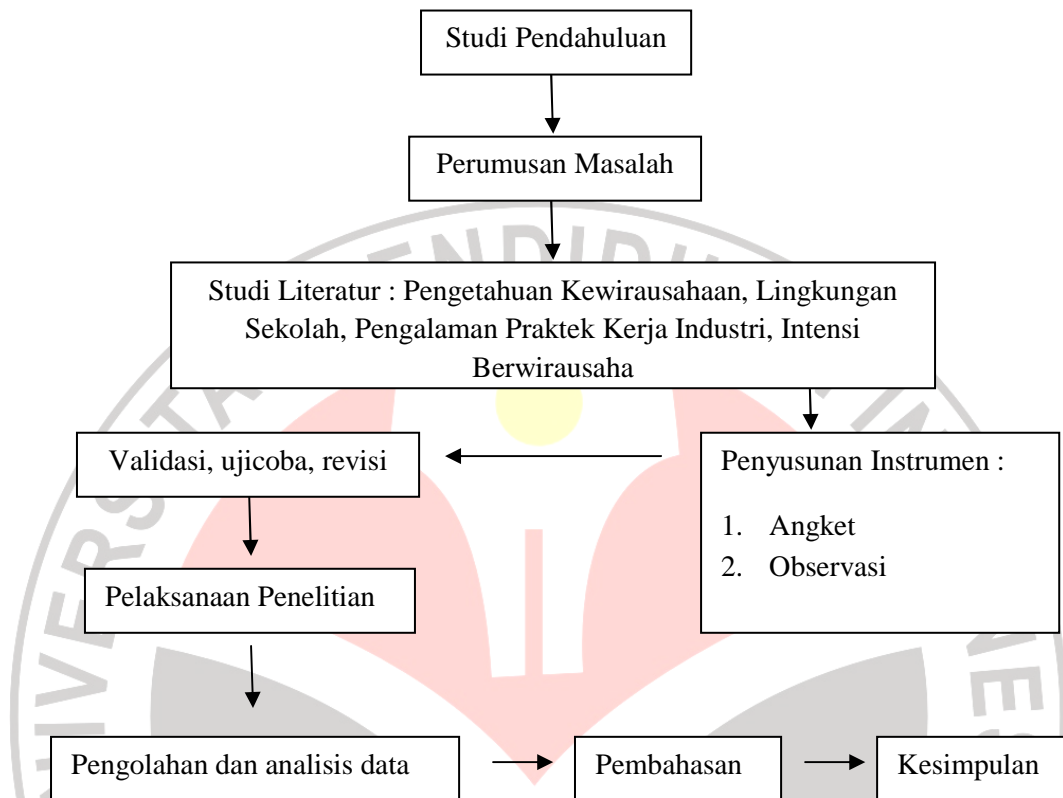 Studi Pendahuluan
Perumusan Masalah
Studi Literatur : Pengetahuan Kewirausahaan, Lingkungan
Sekolah, Pengalaman Praktek Kerja Industri, Intensi
Berwirausaha
Validasi, ujicoba, revisi
Penyusunan Instrumen :
1. Angket
2. Observasi
Pelaksanaan Penelitian
Pengolahan dan analisis data
Pembahasan
Kesimpulan